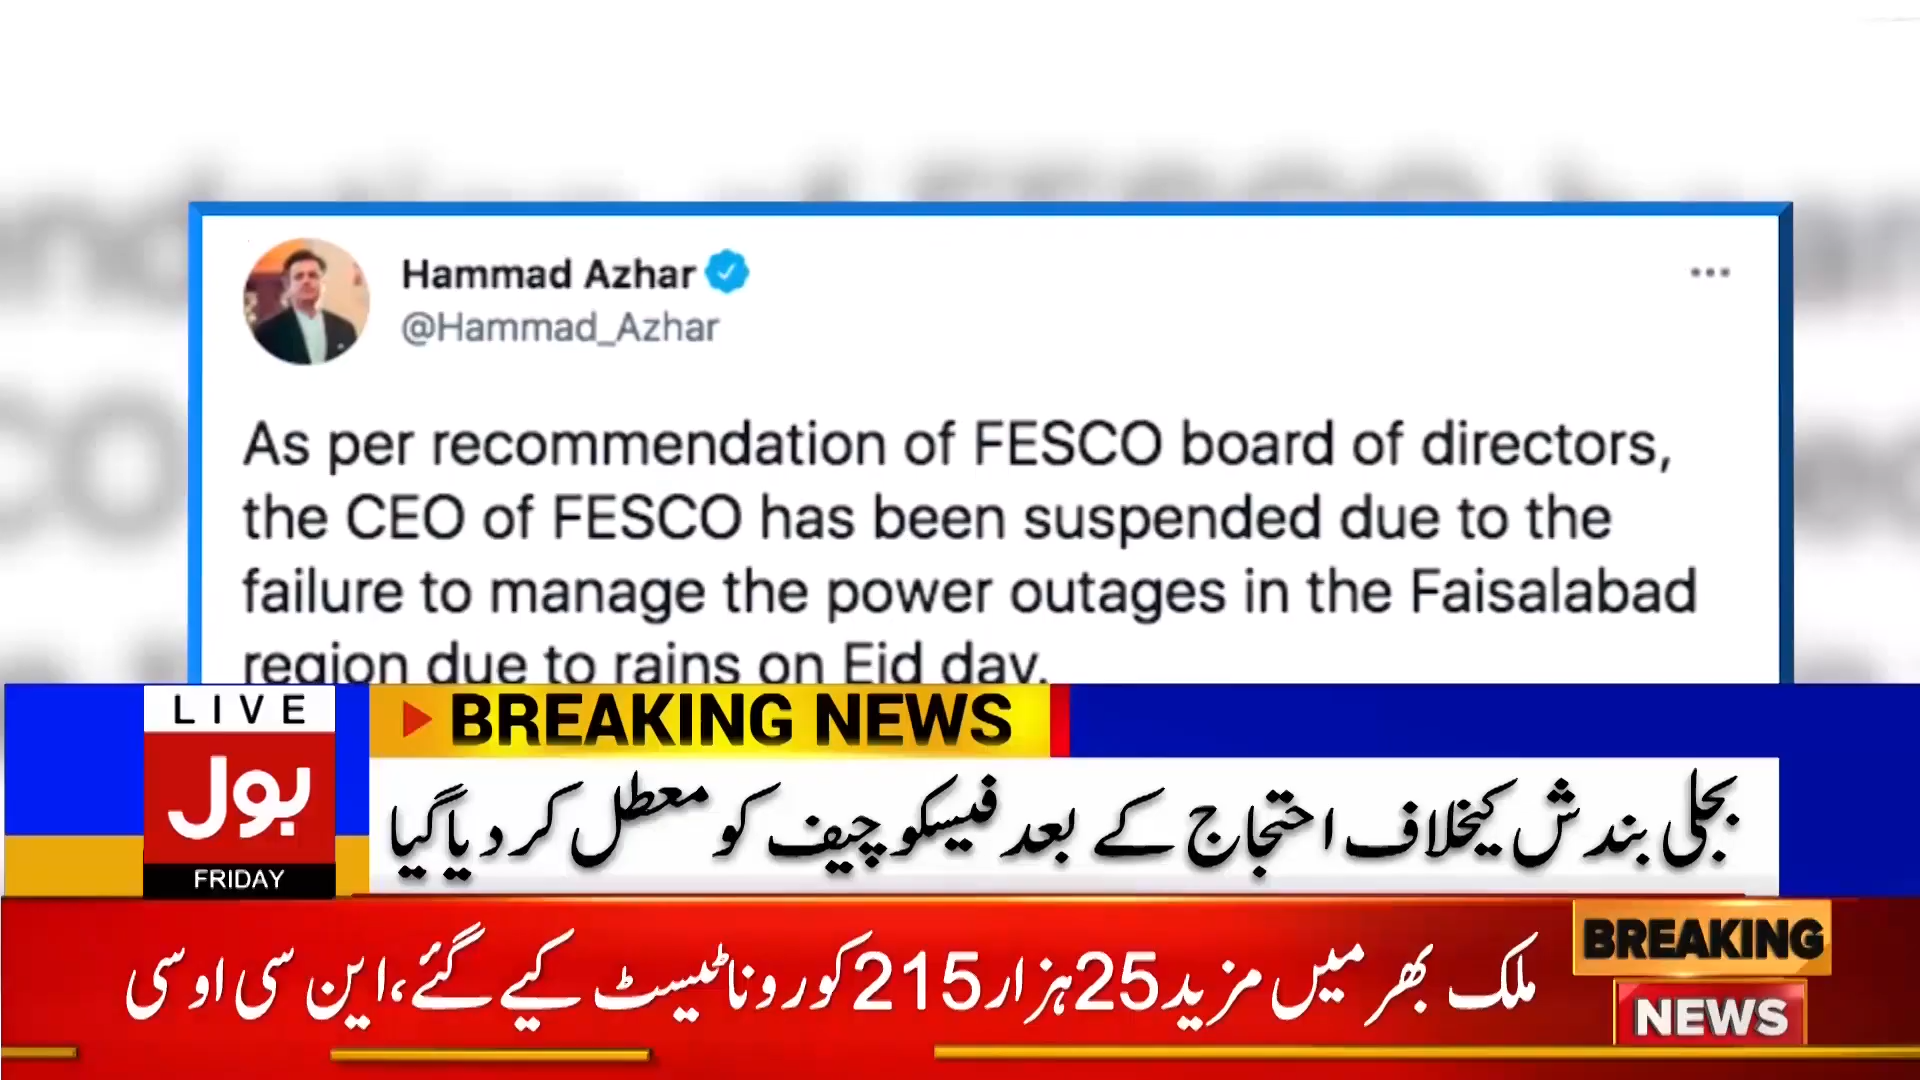 Hammad Azhar
@Hammad_Azhar
As per recommendation of FESCO board of directors,
the CEO of FESCO has been suspended due to the
failure to manage the power outages in the Faisalabad
region due to rains on Eid day.
LIVE
بول
FRIDAY
BREAKING NEWS
بجلی بندش کیخلاف احتجاج کے بعد فیسکو چیف کو معطل کر دیا گیا
ملک بھر میں مزید 25 ہزار 215 کورونا ٹیسٹ کیے گئے، این سی او سی
BREAKING
NEWS